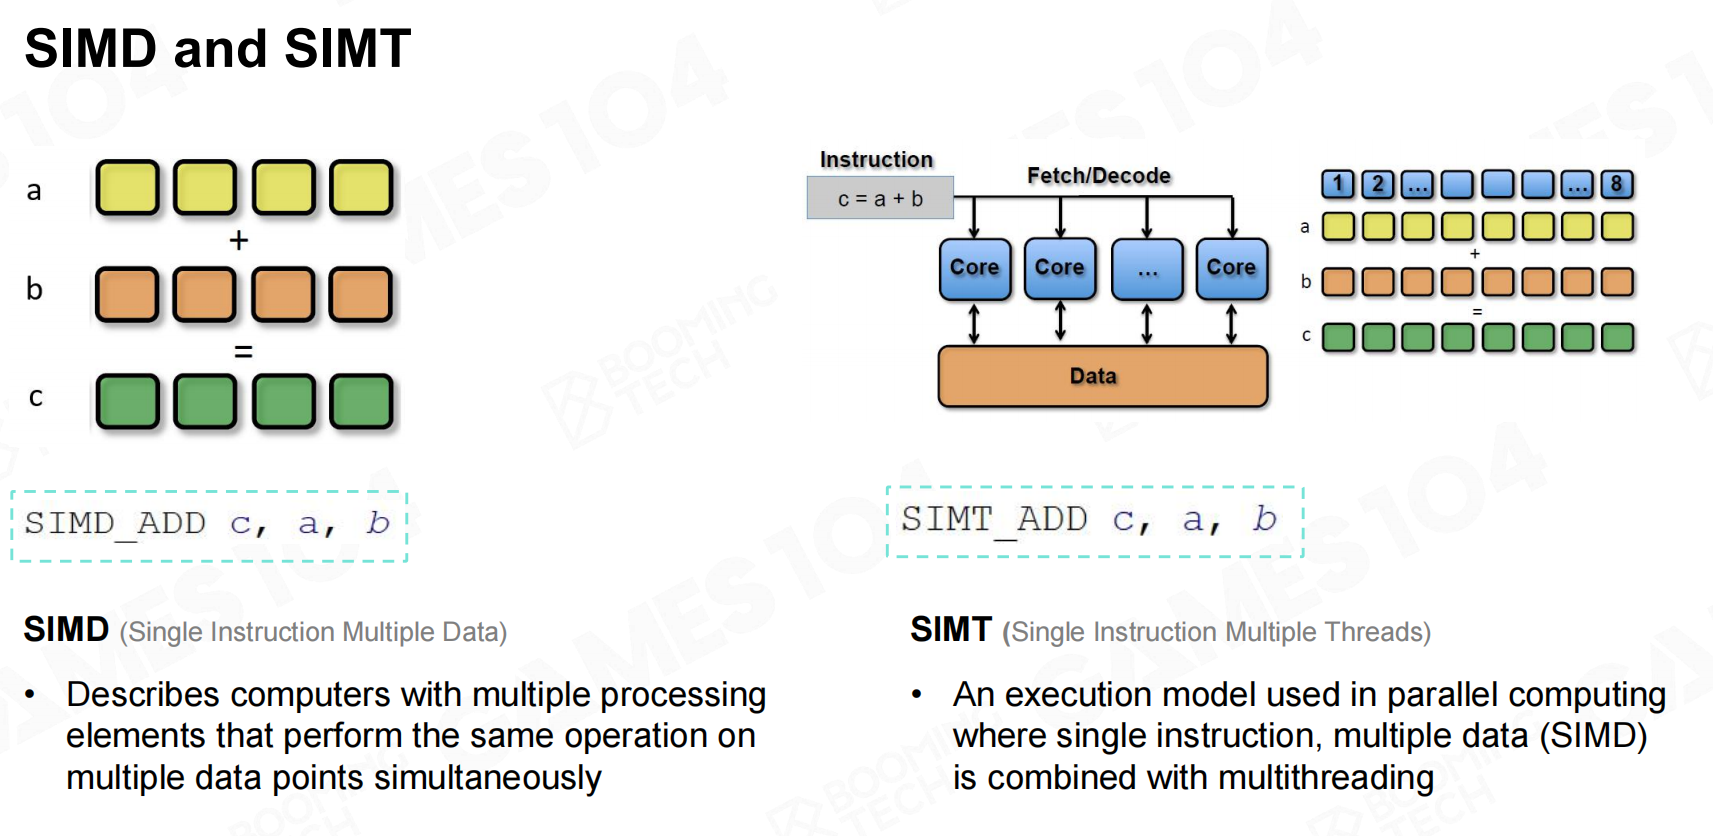 SIMD and SIMT
a
+
b
=
c
SIMD_ADD c, a, b
SIMD (Single Instruction Multiple Data)
• Describes computers with multiple processing
elements that perform the same operation on
multiple data points simultaneously
Instruction
c = a + b
Fetch/Decode
Core
Core
...
Core
Data
1 2 ... ... 8
a
+
b
=
c
SIMT_ADD c, a, b
SIMT (Single Instruction Multiple Threads)
• An execution model used in parallel computing
where single instruction, multiple data (SIMD)
is combined with multithreading
GAMES104
BOOMING
TECH